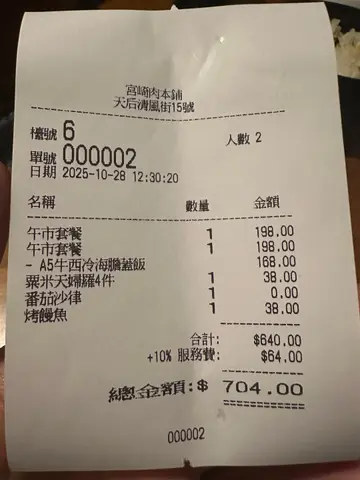 宮崎肉本鋪
天后清風街15號
檯號 6
人數 2
單號 000002
日期 2025-10-28 12:30:20
名稱 數量 金額
午市套餐 1 198.00
午市套餐 1 198.00
- A5牛西冷海膽蓋飯 168.00
粟米天婦羅4件 1 38.00
番茄沙律 1 0.00
烤饅魚 1 38.00
合計: $640.00
+10% 服務費: $64.00
總金額:$ 704.00
000002